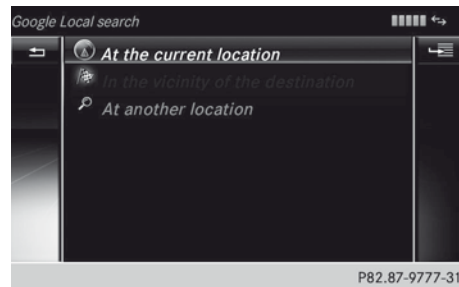 Google Local search
At the current location
In the vicinity of the destination
At another location
P82.87-9777-31